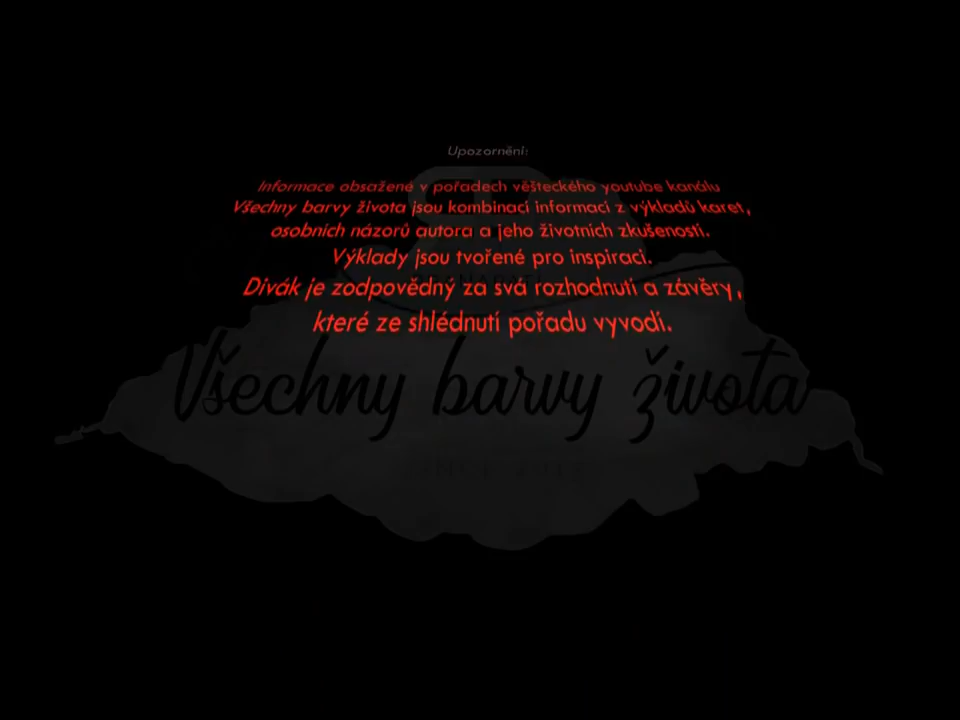 Upozornění:
Informace obsažené v pořadech věšteckého youtube kanálu
Všechny barvy života jsou kombinací informací z výkladů karet,
osobních názorů autora a jeho životních zkušeností.
Výklady jsou tvořené pro inspiraci.
Divák je zodpovědný za svá rozhodnutí a závěry,
které ze shlédnutí pořadu vyvodí.
Všechny barvy života